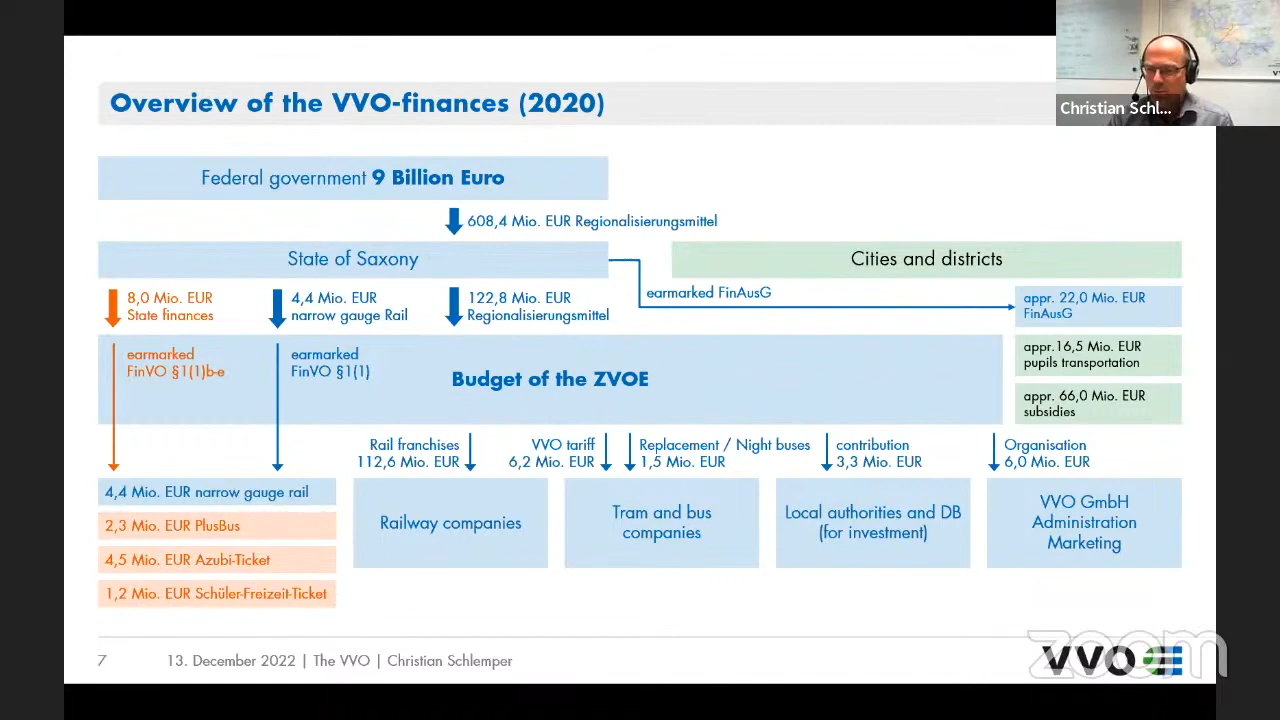 Overview of the VVO-finances (2020)
Christian Schl...
Federal government 9 Billion Euro
608,4 Mio. EUR Regionalisierungsmittel
State of Saxony
Cities and districts
earmarked FinAusG
8,0 Mio. EUR
State finances
4,4 Mio. EUR
narrow gauge Rail
122,8 Mio. EUR
Regionalisierungsmittel
appr. 22,0 Mio. EUR
FinAusG
earmarked
FinVO §1(1)b-e
earmarked
FinVO §1(1)
Budget of the ZVOE
appr.16,5 Mio. EUR
pupils transportation
appr. 66,0 Mio. EUR
subsidies
Rail franchises
112,6 Mio. EUR
VVO tariff
6,2 Mio. EUR
Replacement / Night buses
1,5 Mio. EUR
contribution
3,3 Mio. EUR
Organisation
6,0 Mio. EUR
4,4 Mio. EUR narrow gauge rail
2,3 Mio. EUR PlusBus
4,5 Mio. EUR Azubi-Ticket
1,2 Mio. EUR Schüler-Freizeit-Ticket
Railway companies
Tram and bus
companies
Local authorities and DB
(for investment)
VVO GmbH
Administration
Marketing
7
13. December 2022 | The VVO | Christian Schlemper
VVO
zoom